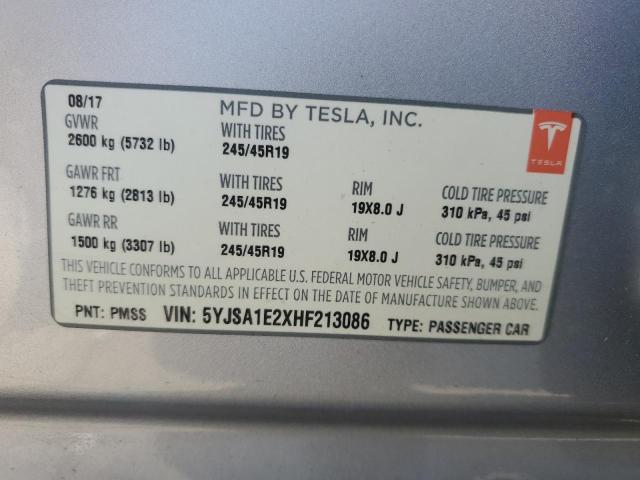 08/17 MFD BY TESLA, INC.
GVWR WITH TIRES
2600 kg (5732 lb) 245/45R19
TESLA
GAWR FRT WITH TIRES RIM COLD TIRE PRESSURE
1276 kg (2813 lb) 245/45R19 19X8.0 J 310 kPa, 45 psi
GAWR RR WITH TIRES RIM COLD TIRE PRESSURE
1500 kg (3307 lb) 245/45R19 19X8.0 J 310 kPa, 45 psi
THIS VEHICLE CONFORMS TO ALL APPLICABLE U.S. FEDERAL MOTOR VEHICLE SAFETY, BUMPER, AND
THEFT PREVENTION STANDARDS IN EFFECT ON THE DATE OF MANUFACTURE SHOWN ABOVE.
PNT: PMSS VIN: 5YJSA1E2XHF213086 TYPE: PASSENGER CAR